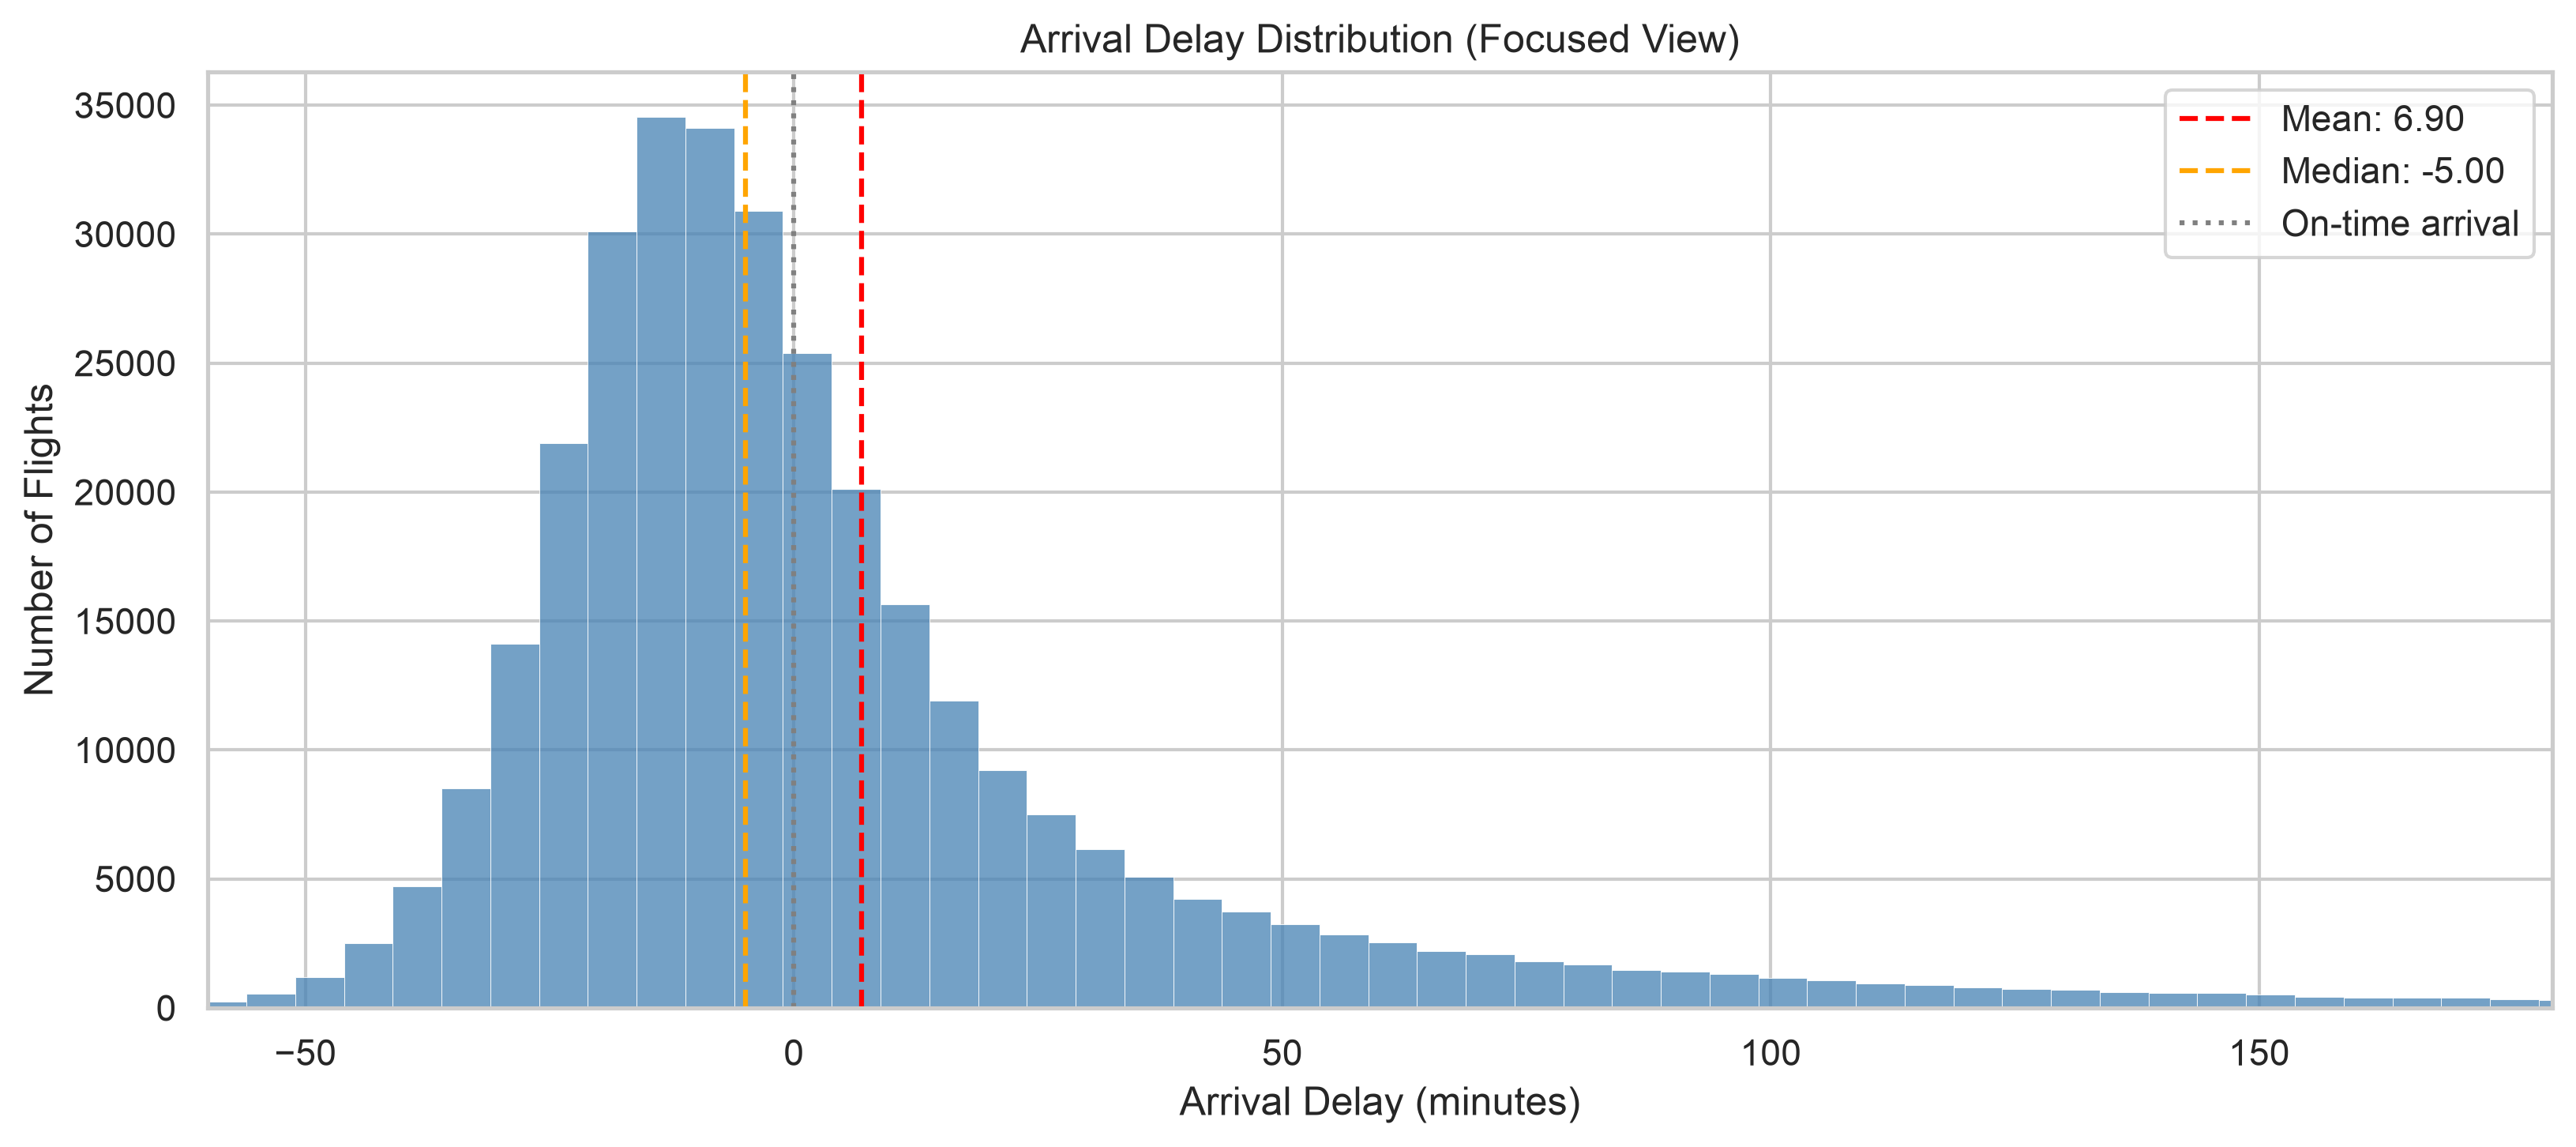 Arrival Delay Distribution (Focused View)
Mean: 6.90
Median: -5.00
On-time arrival
Number of Flights
35000
30000
25000
20000
15000
10000
5000
0
−50
0
50
100
150
Arrival Delay (minutes)